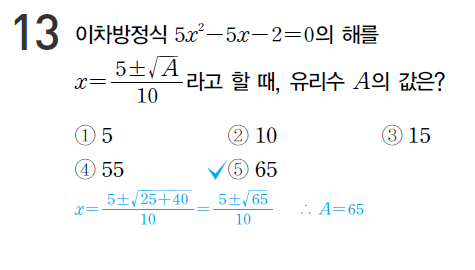 13 이차방정식 5x²-5x-2=0의 해를
x=(5±√A)/10 라고 할 때, 유리수 A의 값은?
① 5 ② 10 ③ 15
④ 55 ✓⑤ 65
x=(5±√(25+40))/10=(5±√65)/10 ∴ A=65